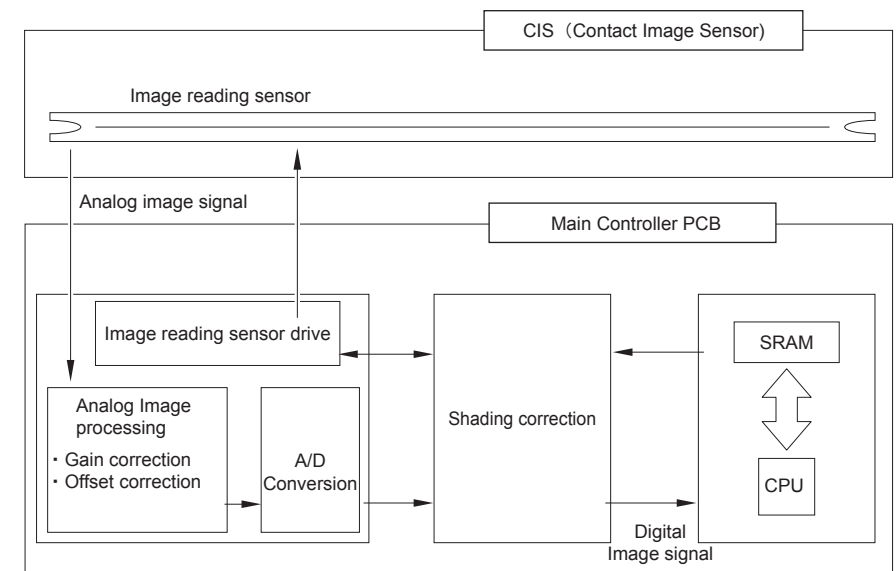 CIS（Contact Image Sensor)
Image reading sensor
Analog image signal
Main Controller PCB
Image reading sensor drive
SRAM
Analog Image
processing
・Gain correction
・Offset correction
A/D
Conversion
Shading correction
CPU
Digital
Image signal